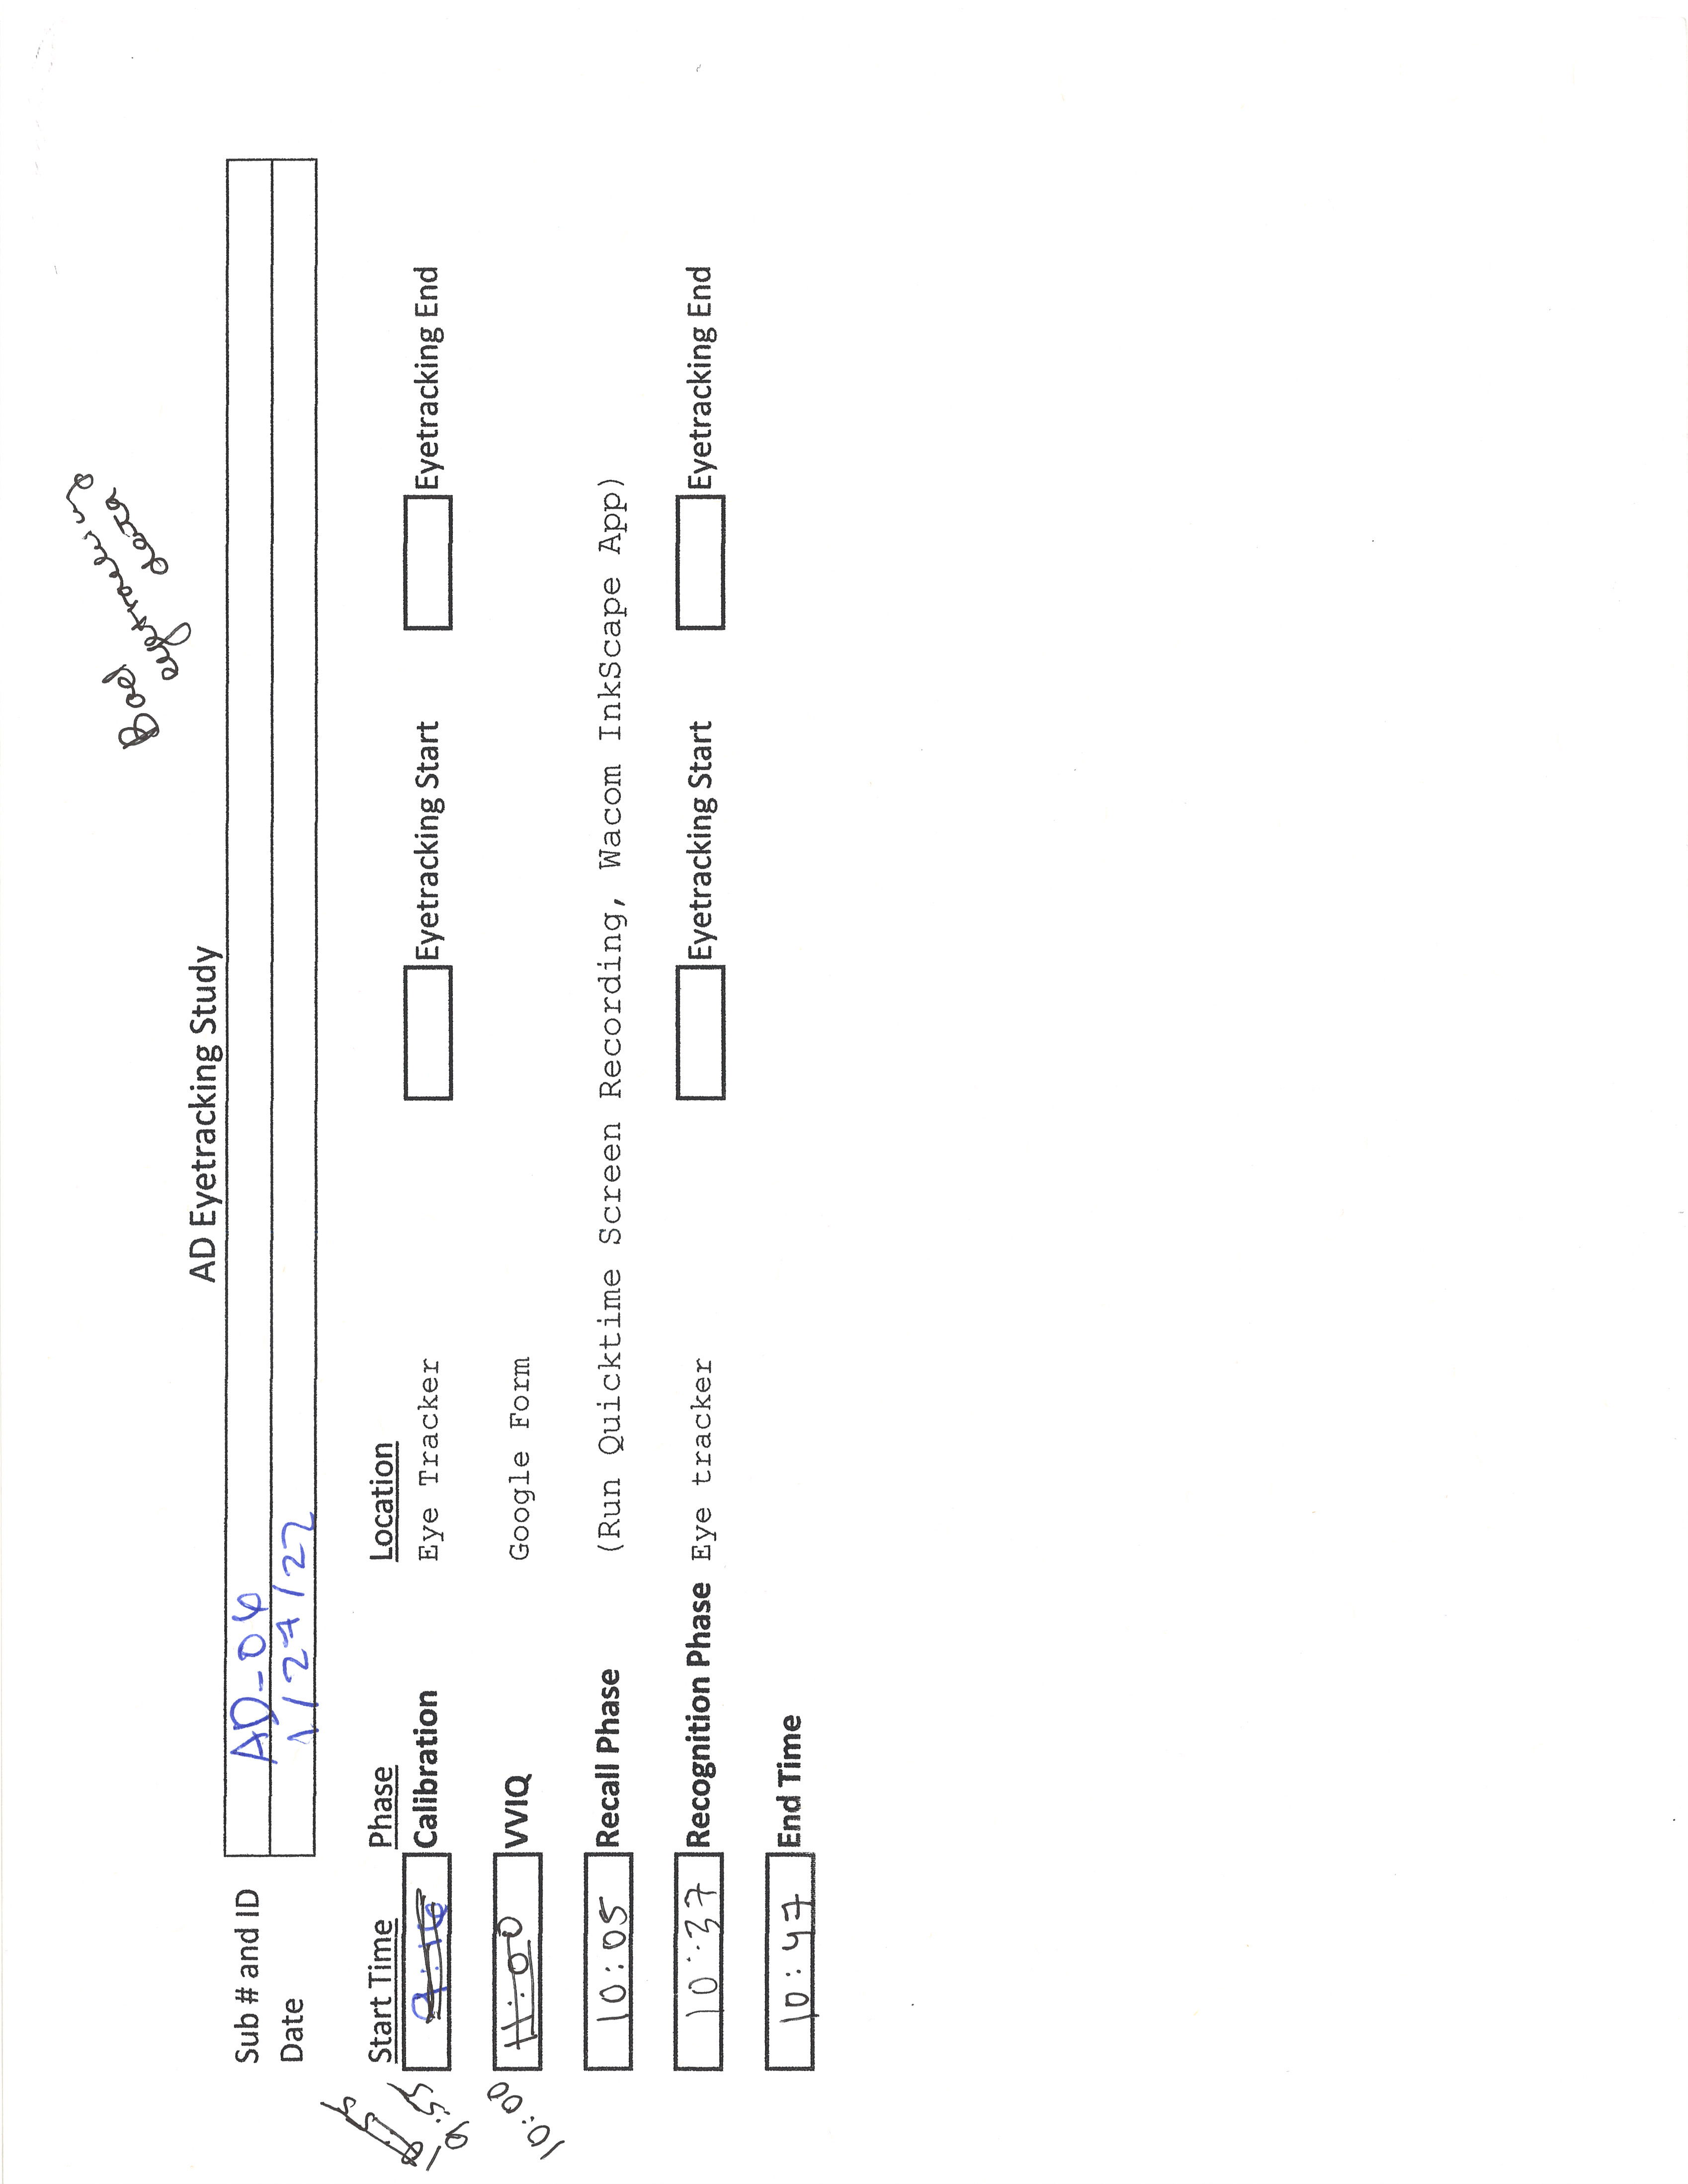 Bad
eyetracking
data
AD Eyetracking Study
Sub # and ID AD-06
Date 1/27/22
Start Time Phase Location
9:16 Calibration Eye Tracker Eyetracking Start Eyetracking End
9:55
11:00 VVIQ Google Form
10:00
10:05 Recall Phase (Run Quicktime Screen Recording, Wacom InkScape App)
10:37 Recognition Phase Eye tracker Eyetracking Start Eyetracking End
10:47 End Time